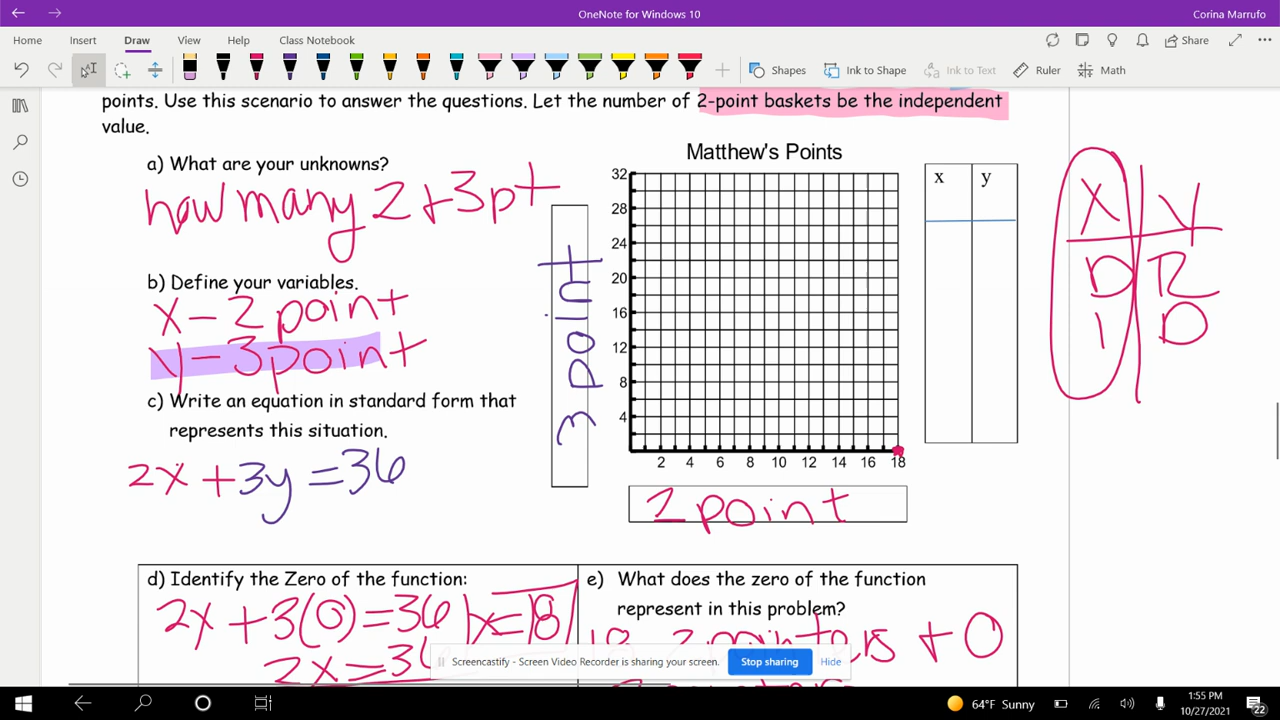 OneNote for Windows 10
Corina Marrufo
Home Insert Draw View Help Class Notebook
Share
Shapes Ink to Shape Ink to Text Ruler Math
points. Use this scenario to answer the questions. Let the number of 2-point baskets be the independent
value.
a) What are your unknowns?
how many 2 + 3pt
b) Define your variables.
x - 2 point
y - 3 point
c) Write an equation in standard form that
represents this situation.
2x + 3y = 36
Matthew's Points
32
28
24
20
16
12
8
4
2 4 6 8 10 12 14 16 18
3 point
2 point
x y
X Y
0 12
1 0
d) Identify the Zero of the function:
2x + 3(0) = 36 x = 18
e) What does the zero of the function
represent in this problem?
18 2 pointers + 0
Screencastify - Screen Video Recorder is sharing your screen. Stop sharing Hide
64°F Sunny
1:55 PM
10/27/2021
22